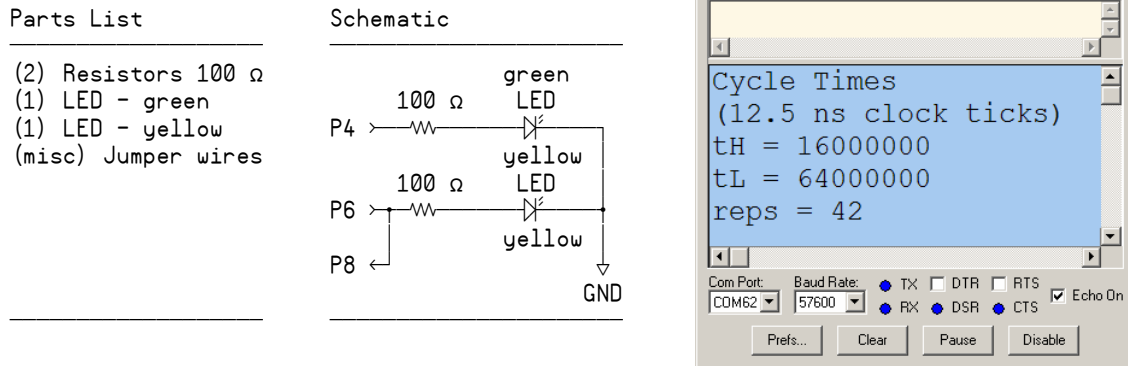 Parts List
(2) Resistors 100 Ω
(1) LED - green
(1) LED - yellow
(misc) Jumper wires
Schematic
green
100 Ω LED
P4
yellow
100 Ω LED
P6
yellow
P8
GND
Cycle Times
(12.5 ns clock ticks)
tH = 16000000
tL = 64000000
reps = 42
Com Port: Baud Rate: TX DTR RTS
COM62 57600 RX DSR CTS Echo On
Prefs... Clear Pause Disable